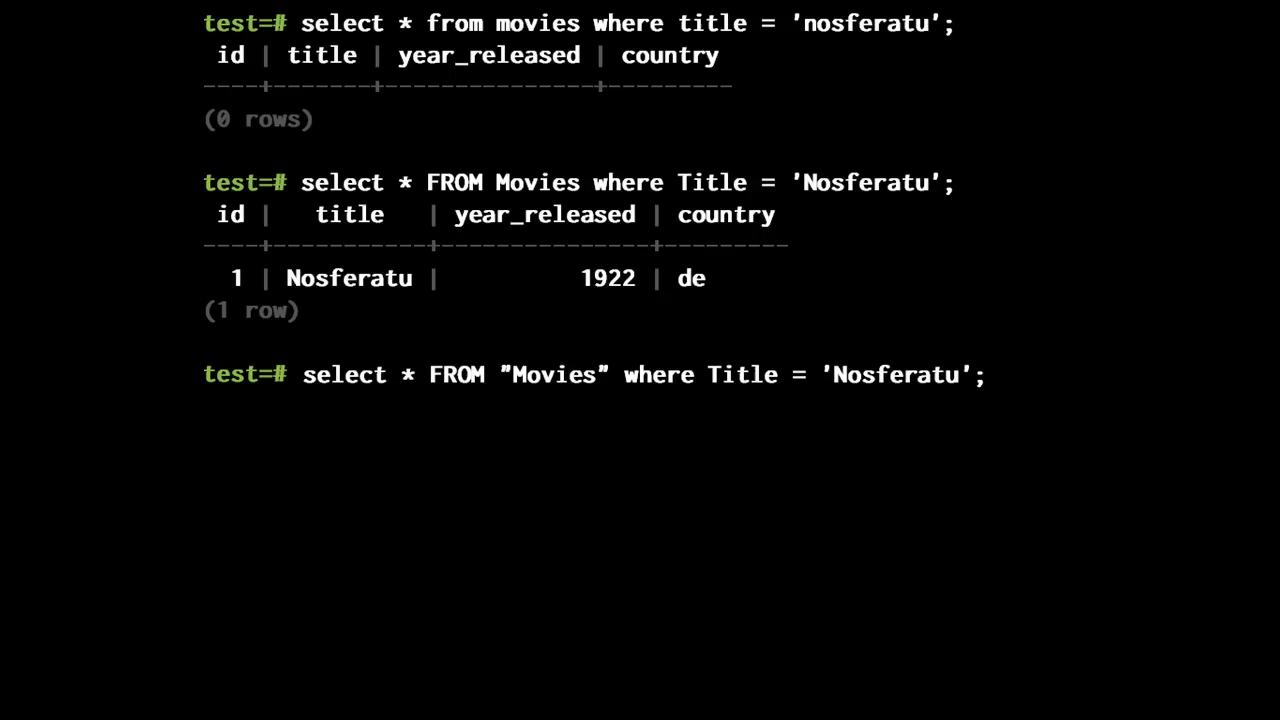 test=# select * from movies where title = 'nosferatu';
 id | title | year_released | country
----+-------+---------------+---------
(0 rows)
test=# select * FROM Movies where Title = 'Nosferatu';
 id |   title   | year_released | country
----+-----------+---------------+---------
  1 | Nosferatu |          1922 | de
(1 row)
test=# select * FROM "Movies" where Title = 'Nosferatu';